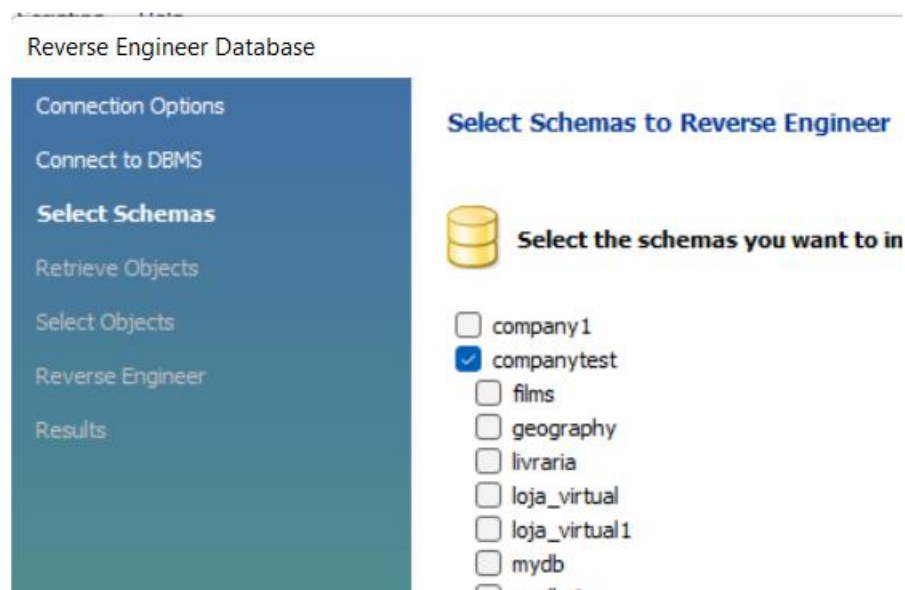 Reverse Engineer Database
Connection Options
Connect to DBMS
Select Schemas
Retrieve Objects
Select Objects
Reverse Engineer
Results
Select Schemas to Reverse Engineer
Select the schemas you want to in
company1
companytest
films
geography
livraria
loja_virtual
loja_virtual1
mydb